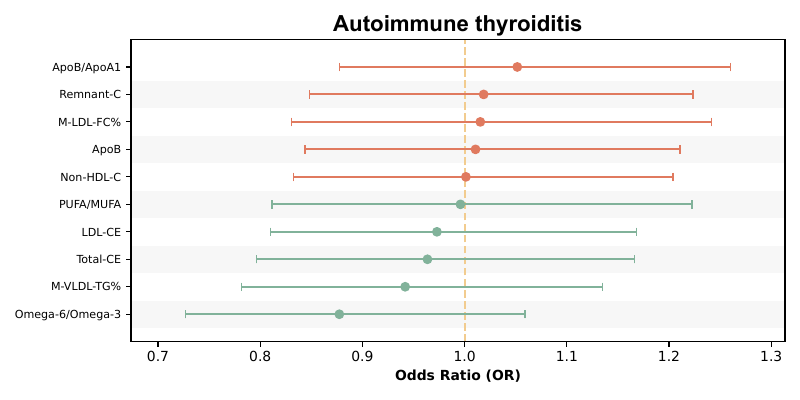 Autoimmune thyroiditis
ApoB/ApoA1
Remnant-C
M-LDL-FC%
ApoB
Non-HDL-C
PUFA/MUFA
LDL-CE
Total-CE
M-VLDL-TG%
Omega-6/Omega-3
0.7 0.8 0.9 1.0 1.1 1.2 1.3
Odds Ratio (OR)